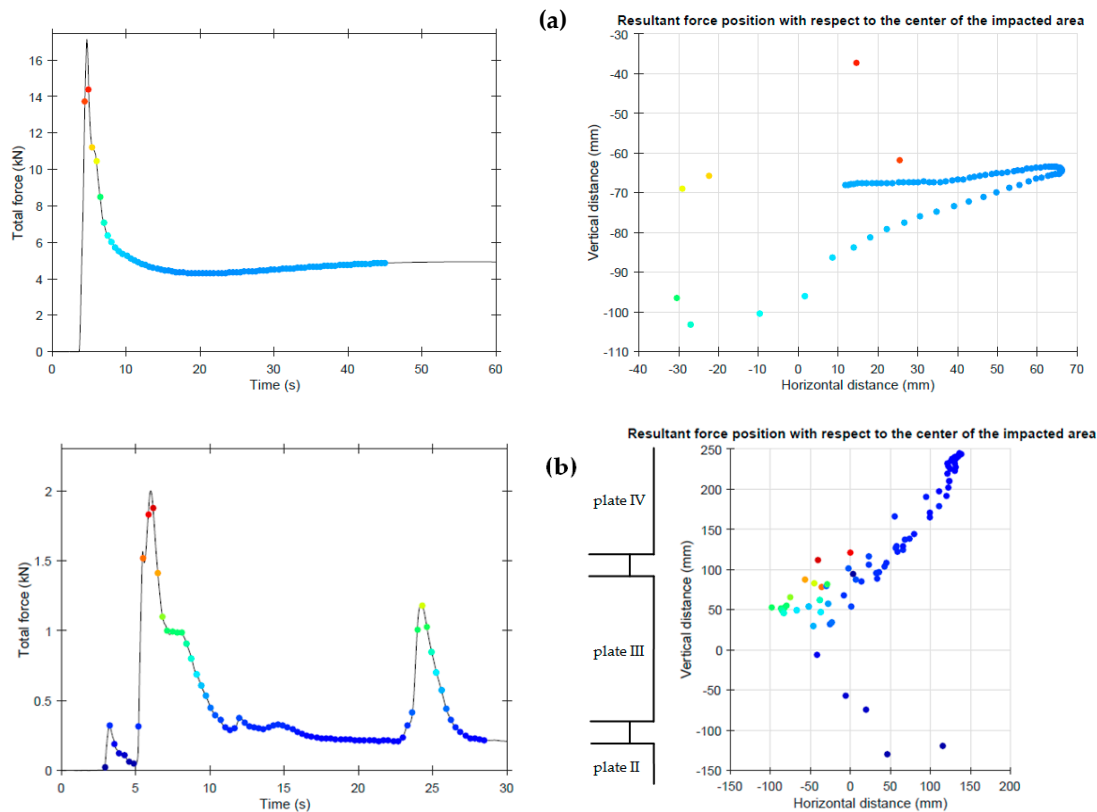 (a)
Total force (kN)
16
14
12
10
8
6
4
2
0
0 10 20 30 40 50 60
Time (s)
Resultant force position with respect to the center of the impacted area
Vertical distance (mm)
-30
-40
-50
-60
-70
-80
-90
-100
-110
-40 -30 -20 -10 0 10 20 30 40 50 60 70
Horizontal distance (mm)
(b)
Total force (kN)
2
1.5
1
0.5
0
0 5 10 15 20 25 30
Time (s)
plate IV
plate III
plate II
Resultant force position with respect to the center of the impacted area
Vertical distance (mm)
250
200
150
100
50
0
-50
-100
-150
-150 -100 -50 0 50 100 150 200
Horizontal distance (mm)